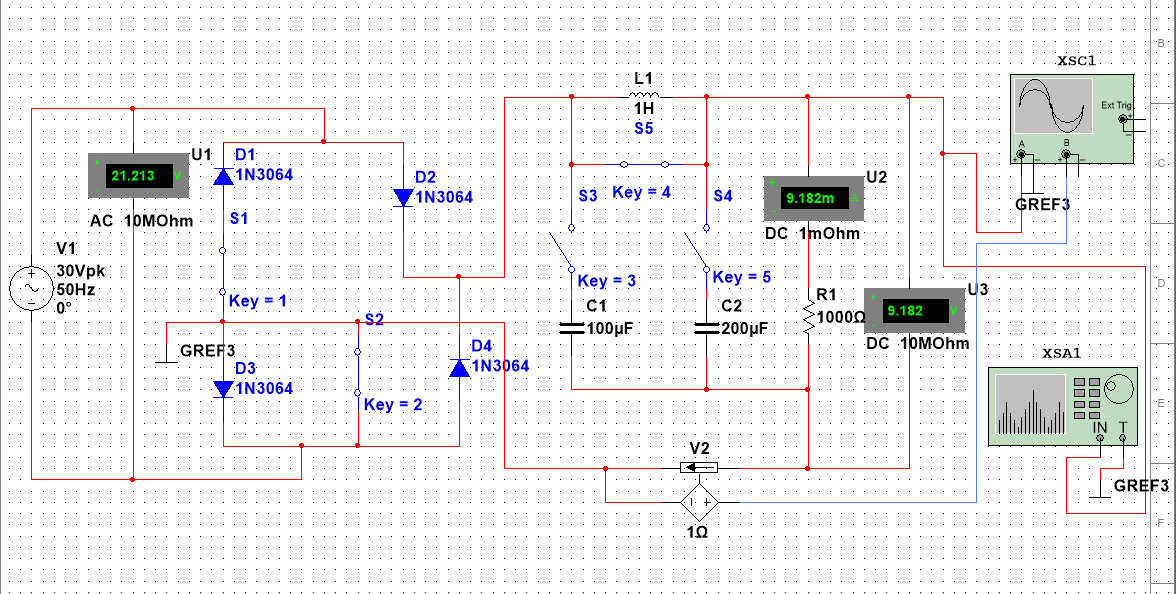 XSC1
Ext Trig
A
B
GREF3
B
C
D
E
F
L1
1H
S5
Key = 4
S3
S4
U1
21.213 V
AC 10MOhm
D1
1N3064
D2
1N3064
S1
Key = 1
V1
30Vpk
50Hz
0°
U2
9.182m A
DC 1mOhm
Key = 3
Key = 5
C1
100µF
C2
200µF
R1
1000Ω
U3
9.182 V
DC 10MOhm
GREF3
S2
D3
1N3064
D4
1N3064
Key = 2
XSA1
IN T
GREF3
V2
1Ω